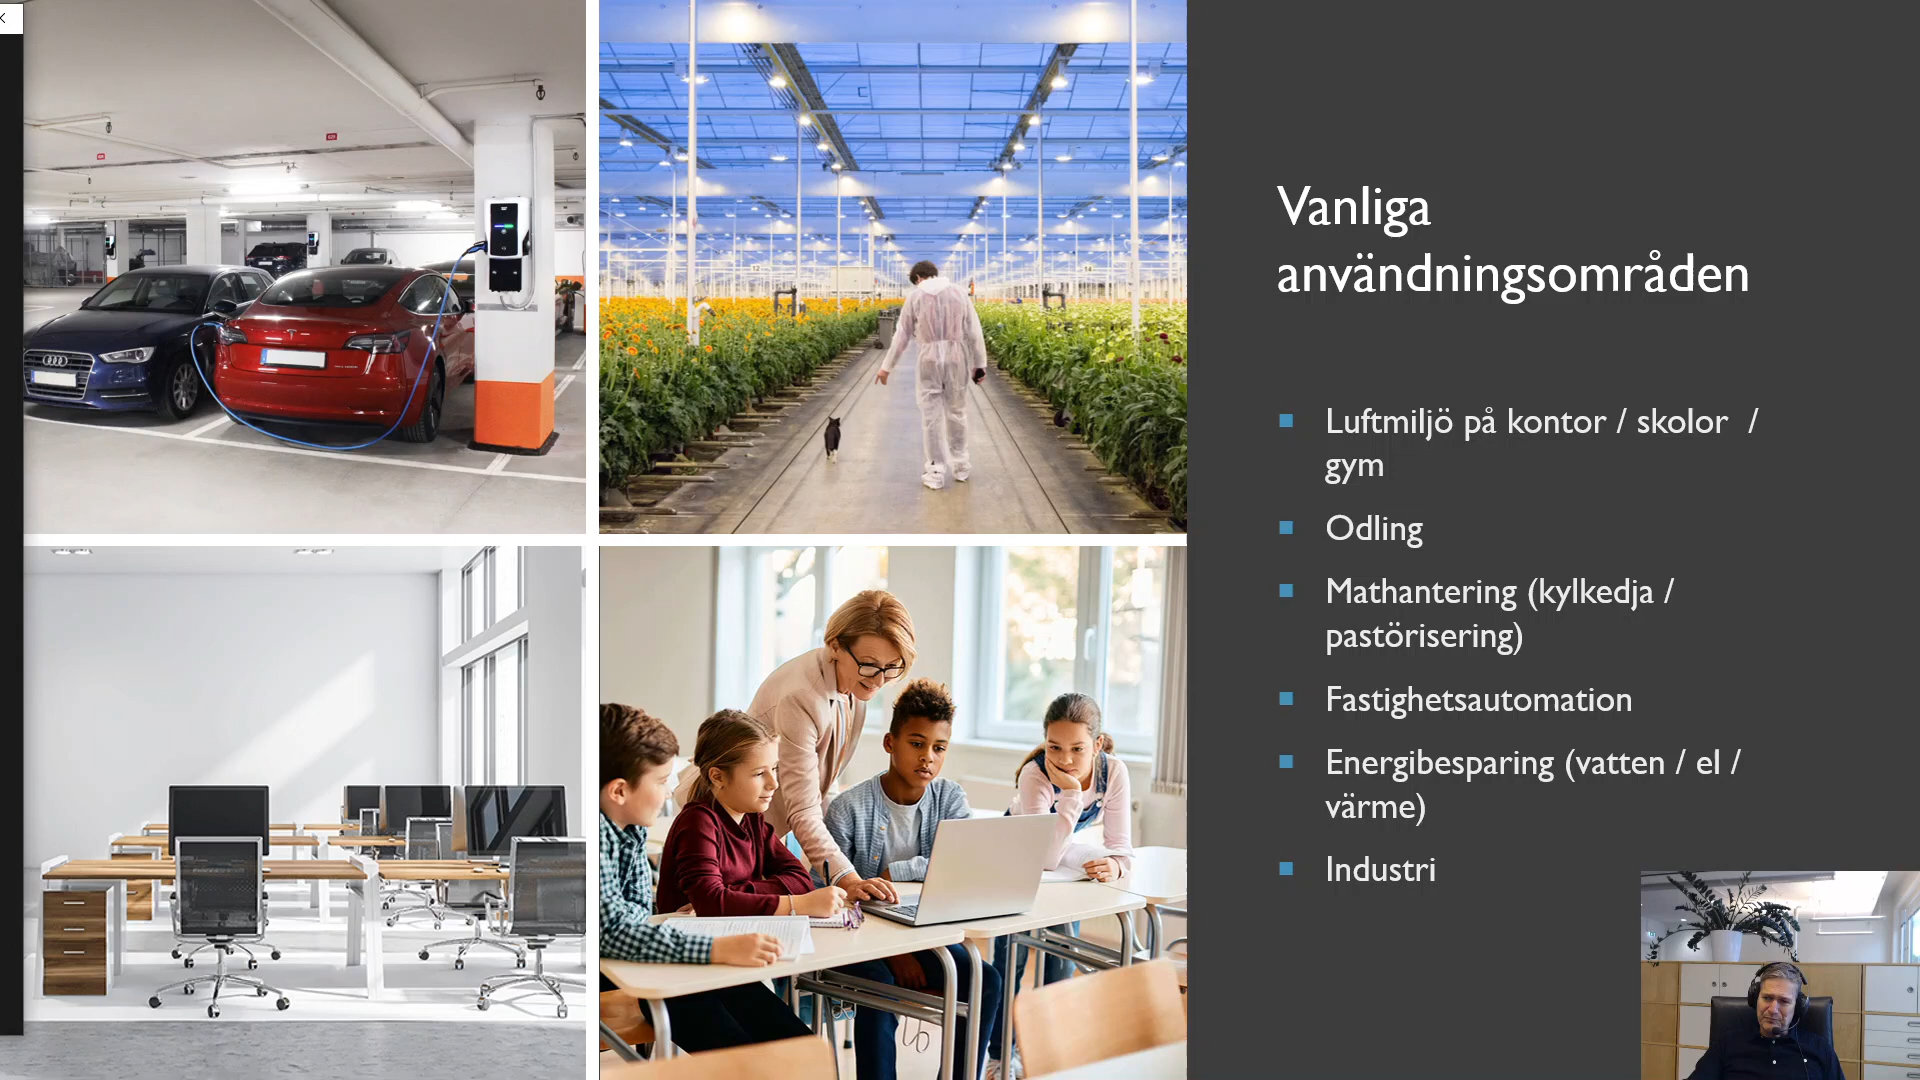 Vanliga
användningsområden
Luftmiljö på kontor / skolor /
gym
Odling
Mathantering (kylkedja /
pastörisering)
Fastighetsautomation
Energibesparing (vatten / el /
värme)
Industri